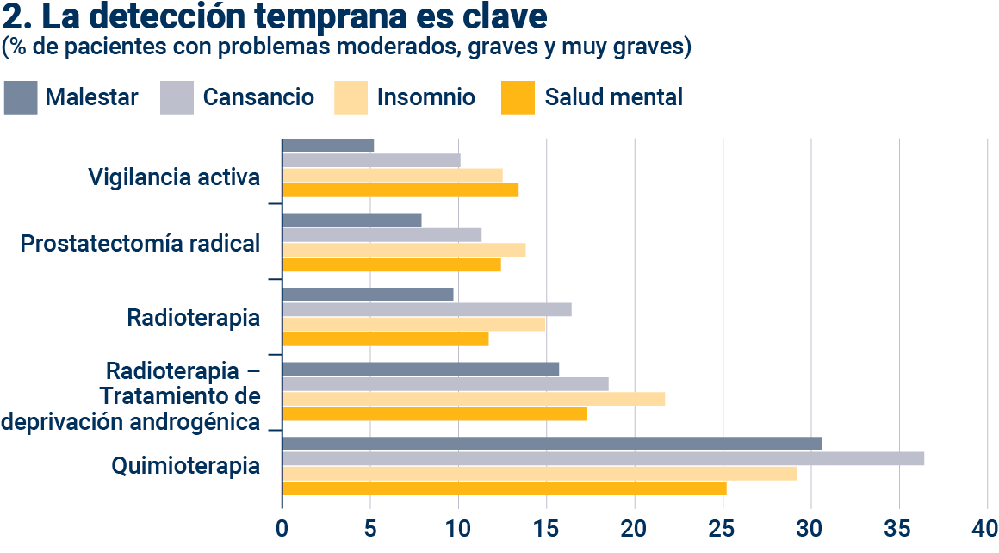 2. La detección temprana es clave
(% de pacientes con problemas moderados, graves y muy graves)
Malestar Cansancio Insomnio Salud mental
Vigilancia activa
Prostatectomía radical
Radioterapia
Radioterapia –
Tratamiento de
deprivación androgénica
Quimioterapia
0 5 10 15 20 25 30 35 40